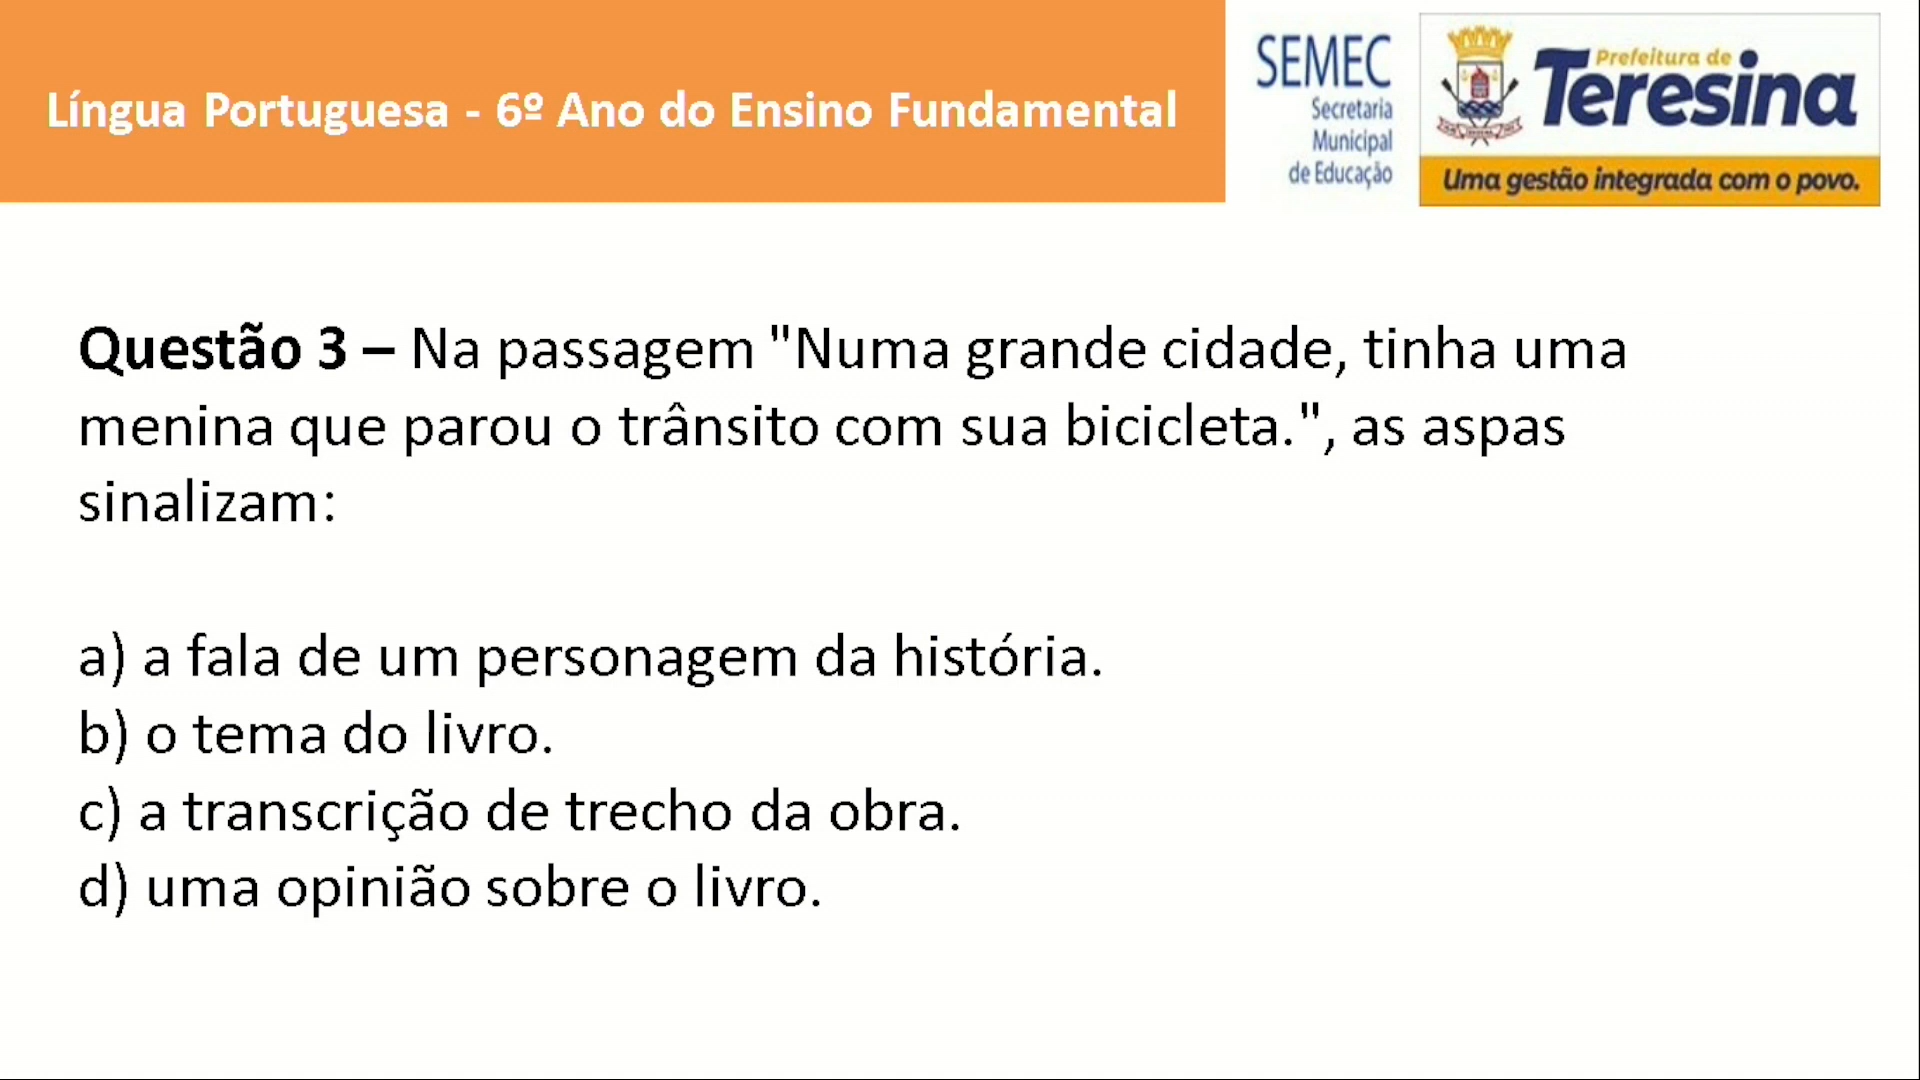 Língua Portuguesa - 6º Ano do Ensino Fundamental
SEMEC
Secretaria
Municipal
de Educação
Prefeitura de
Teresina
Uma gestão integrada com o povo.
Questão 3 – Na passagem "Numa grande cidade, tinha uma
menina que parou o trânsito com sua bicicleta.", as aspas
sinalizam:
a) a fala de um personagem da história.
b) o tema do livro.
c) a transcrição de trecho da obra.
d) uma opinião sobre o livro.